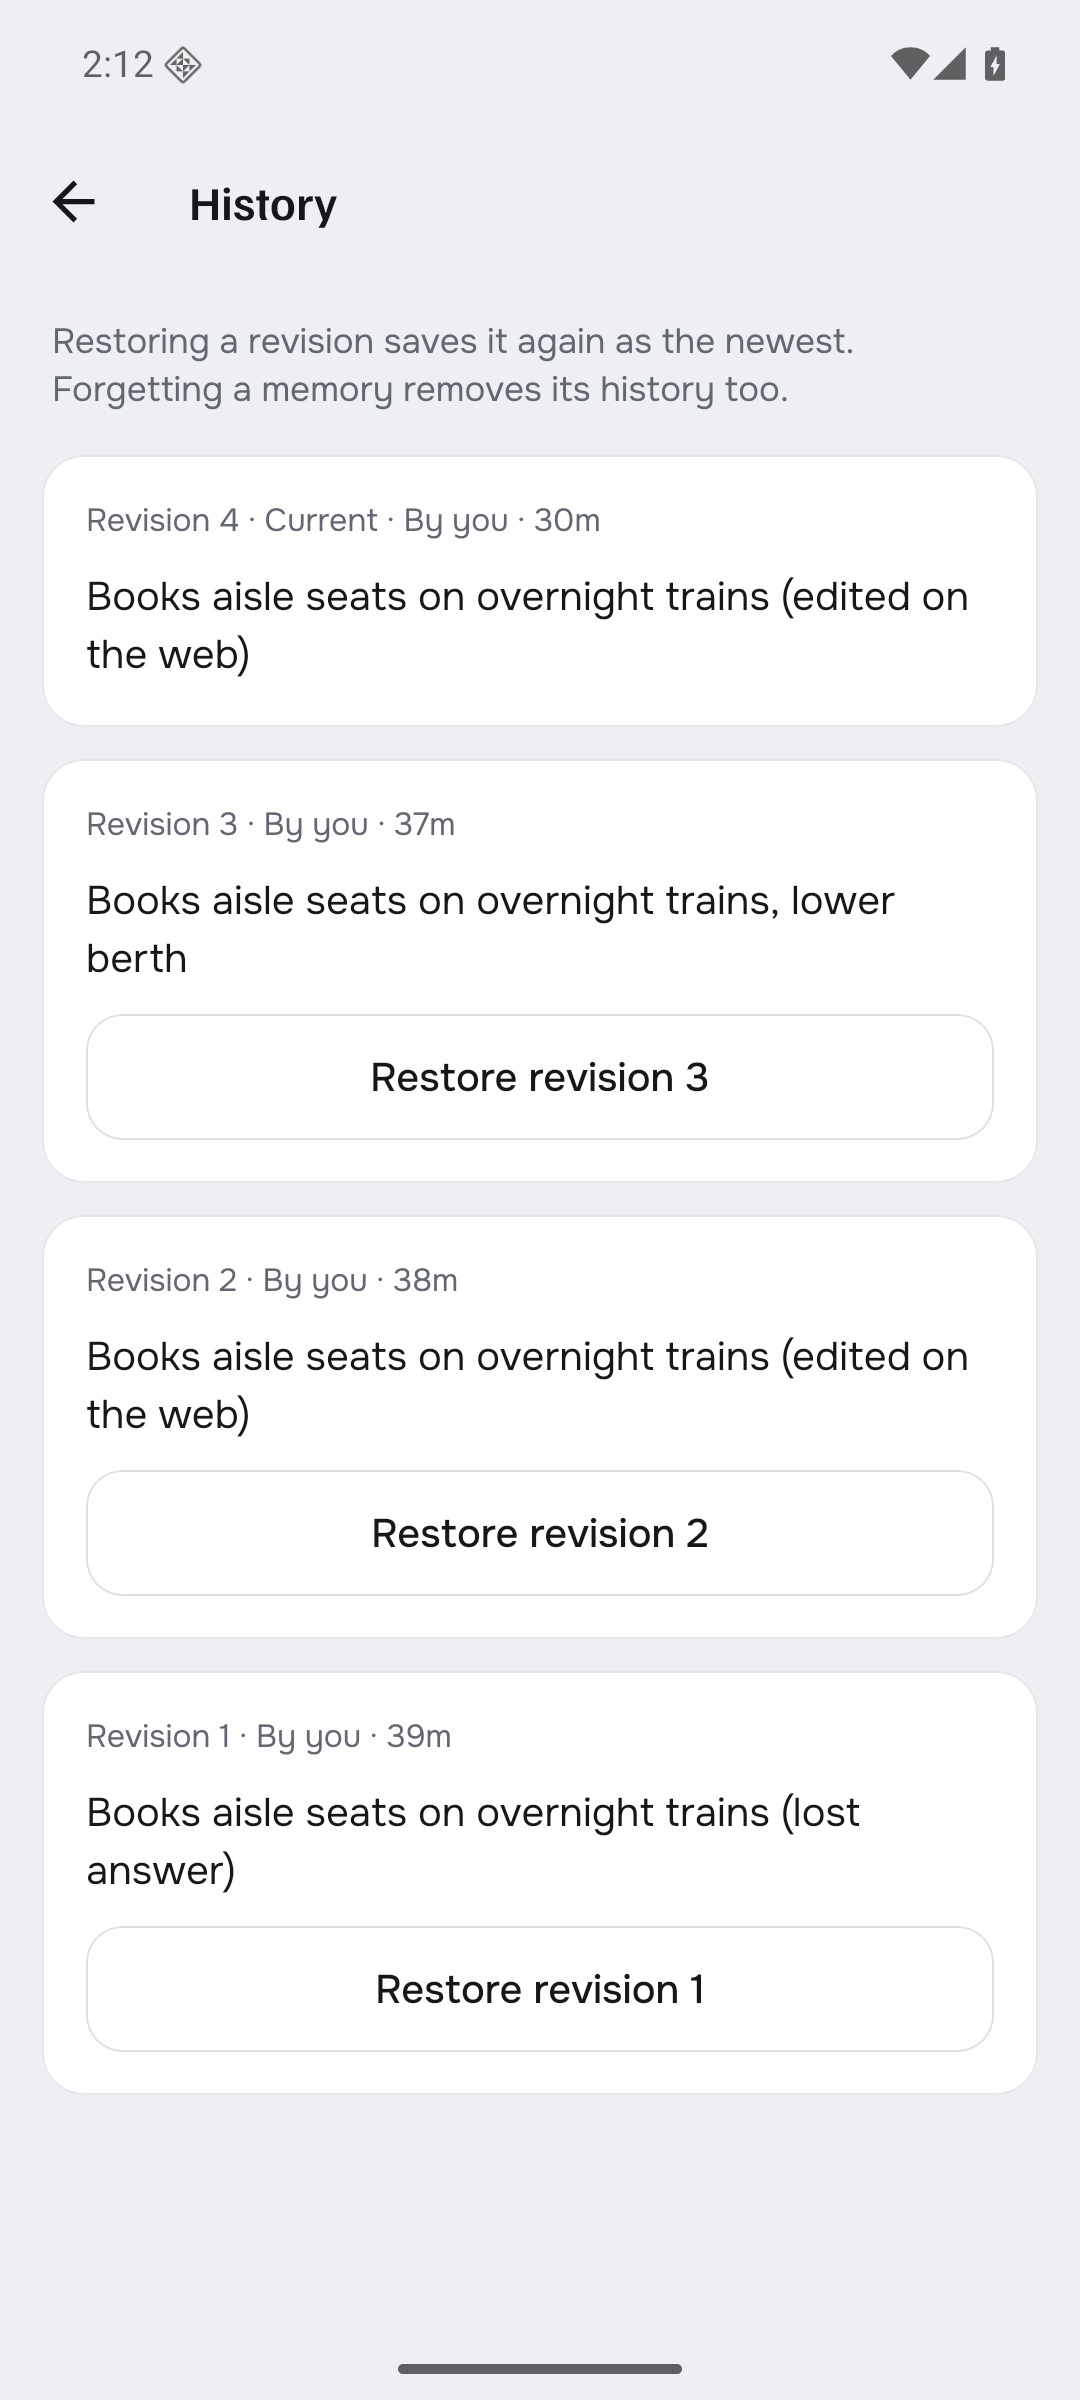 2:12
History
Restoring a revision saves it again as the newest.
Forgetting a memory removes its history too.
Revision 4 · Current · By you · 30m
Books aisle seats on overnight trains (edited on
the web)
Revision 3 · By you · 37m
Books aisle seats on overnight trains, lower
berth
Restore revision 3
Revision 2 · By you · 38m
Books aisle seats on overnight trains (edited on
the web)
Restore revision 2
Revision 1 · By you · 39m
Books aisle seats on overnight trains (lost
answer)
Restore revision 1